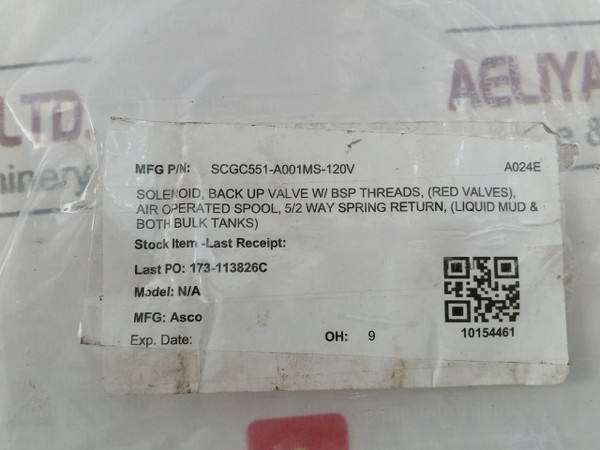 AELIYA
LTD.
&
hinery
MFG P/N: SCGC551-A001MS-120V A024E
SOLENOID, BACK UP VALVE W/ BSP THREADS, (RED VALVES),
AIR OPERATED SPOOL, 5/2 WAY SPRING RETURN, (LIQUID MUD &
BOTH BULK TANKS)
Stock Item -Last Receipt:
Last PO: 173-113826C
Model: N/A
MFG: Asco
Exp. Date:
OH: 9
10154461